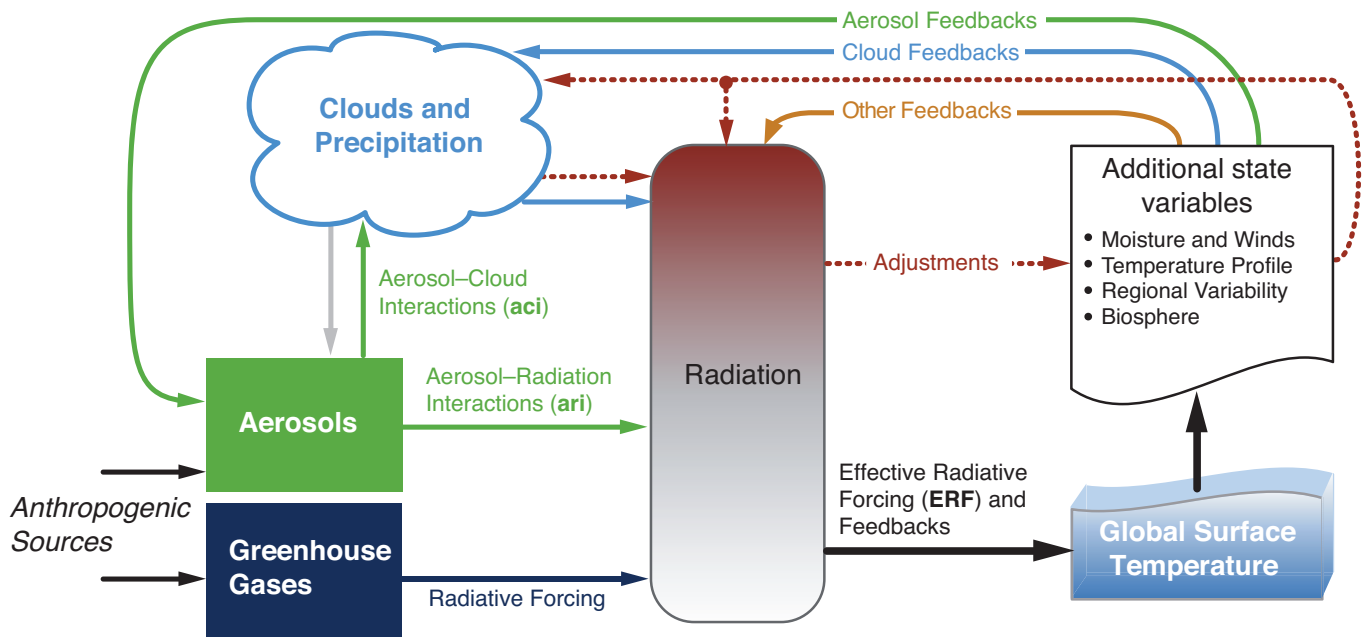 Aerosol Feedbacks
Cloud Feedbacks
Other Feedbacks
Clouds and
Precipitation
Additional state
variables
• Moisture and Winds
• Temperature Profile
• Regional Variability
• Biosphere
Adjustments
Aerosol–Cloud
Interactions (aci)
Aerosol–Radiation
Interactions (ari)
Radiation
Aerosols
Anthropogenic
Sources
Greenhouse
Gases
Radiative Forcing
Effective Radiative
Forcing (ERF) and
Feedbacks
Global Surface
Temperature